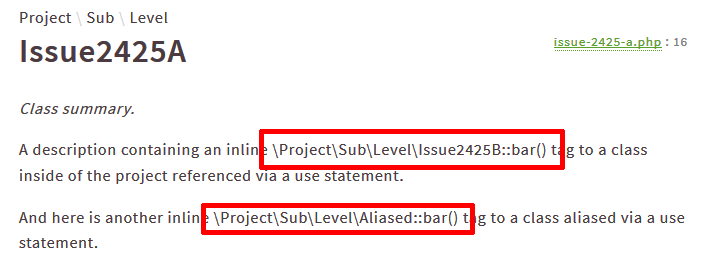 Project \ Sub \ Level
Issue2425A
issue-2425-a.php : 16
Class summary.
A description containing an inline \Project\Sub\Level\Issue2425B::bar() tag to a class
inside of the project referenced via a use statement.
And here is another inline \Project\Sub\Level\Aliased::bar() tag to a class aliased via a use
statement.